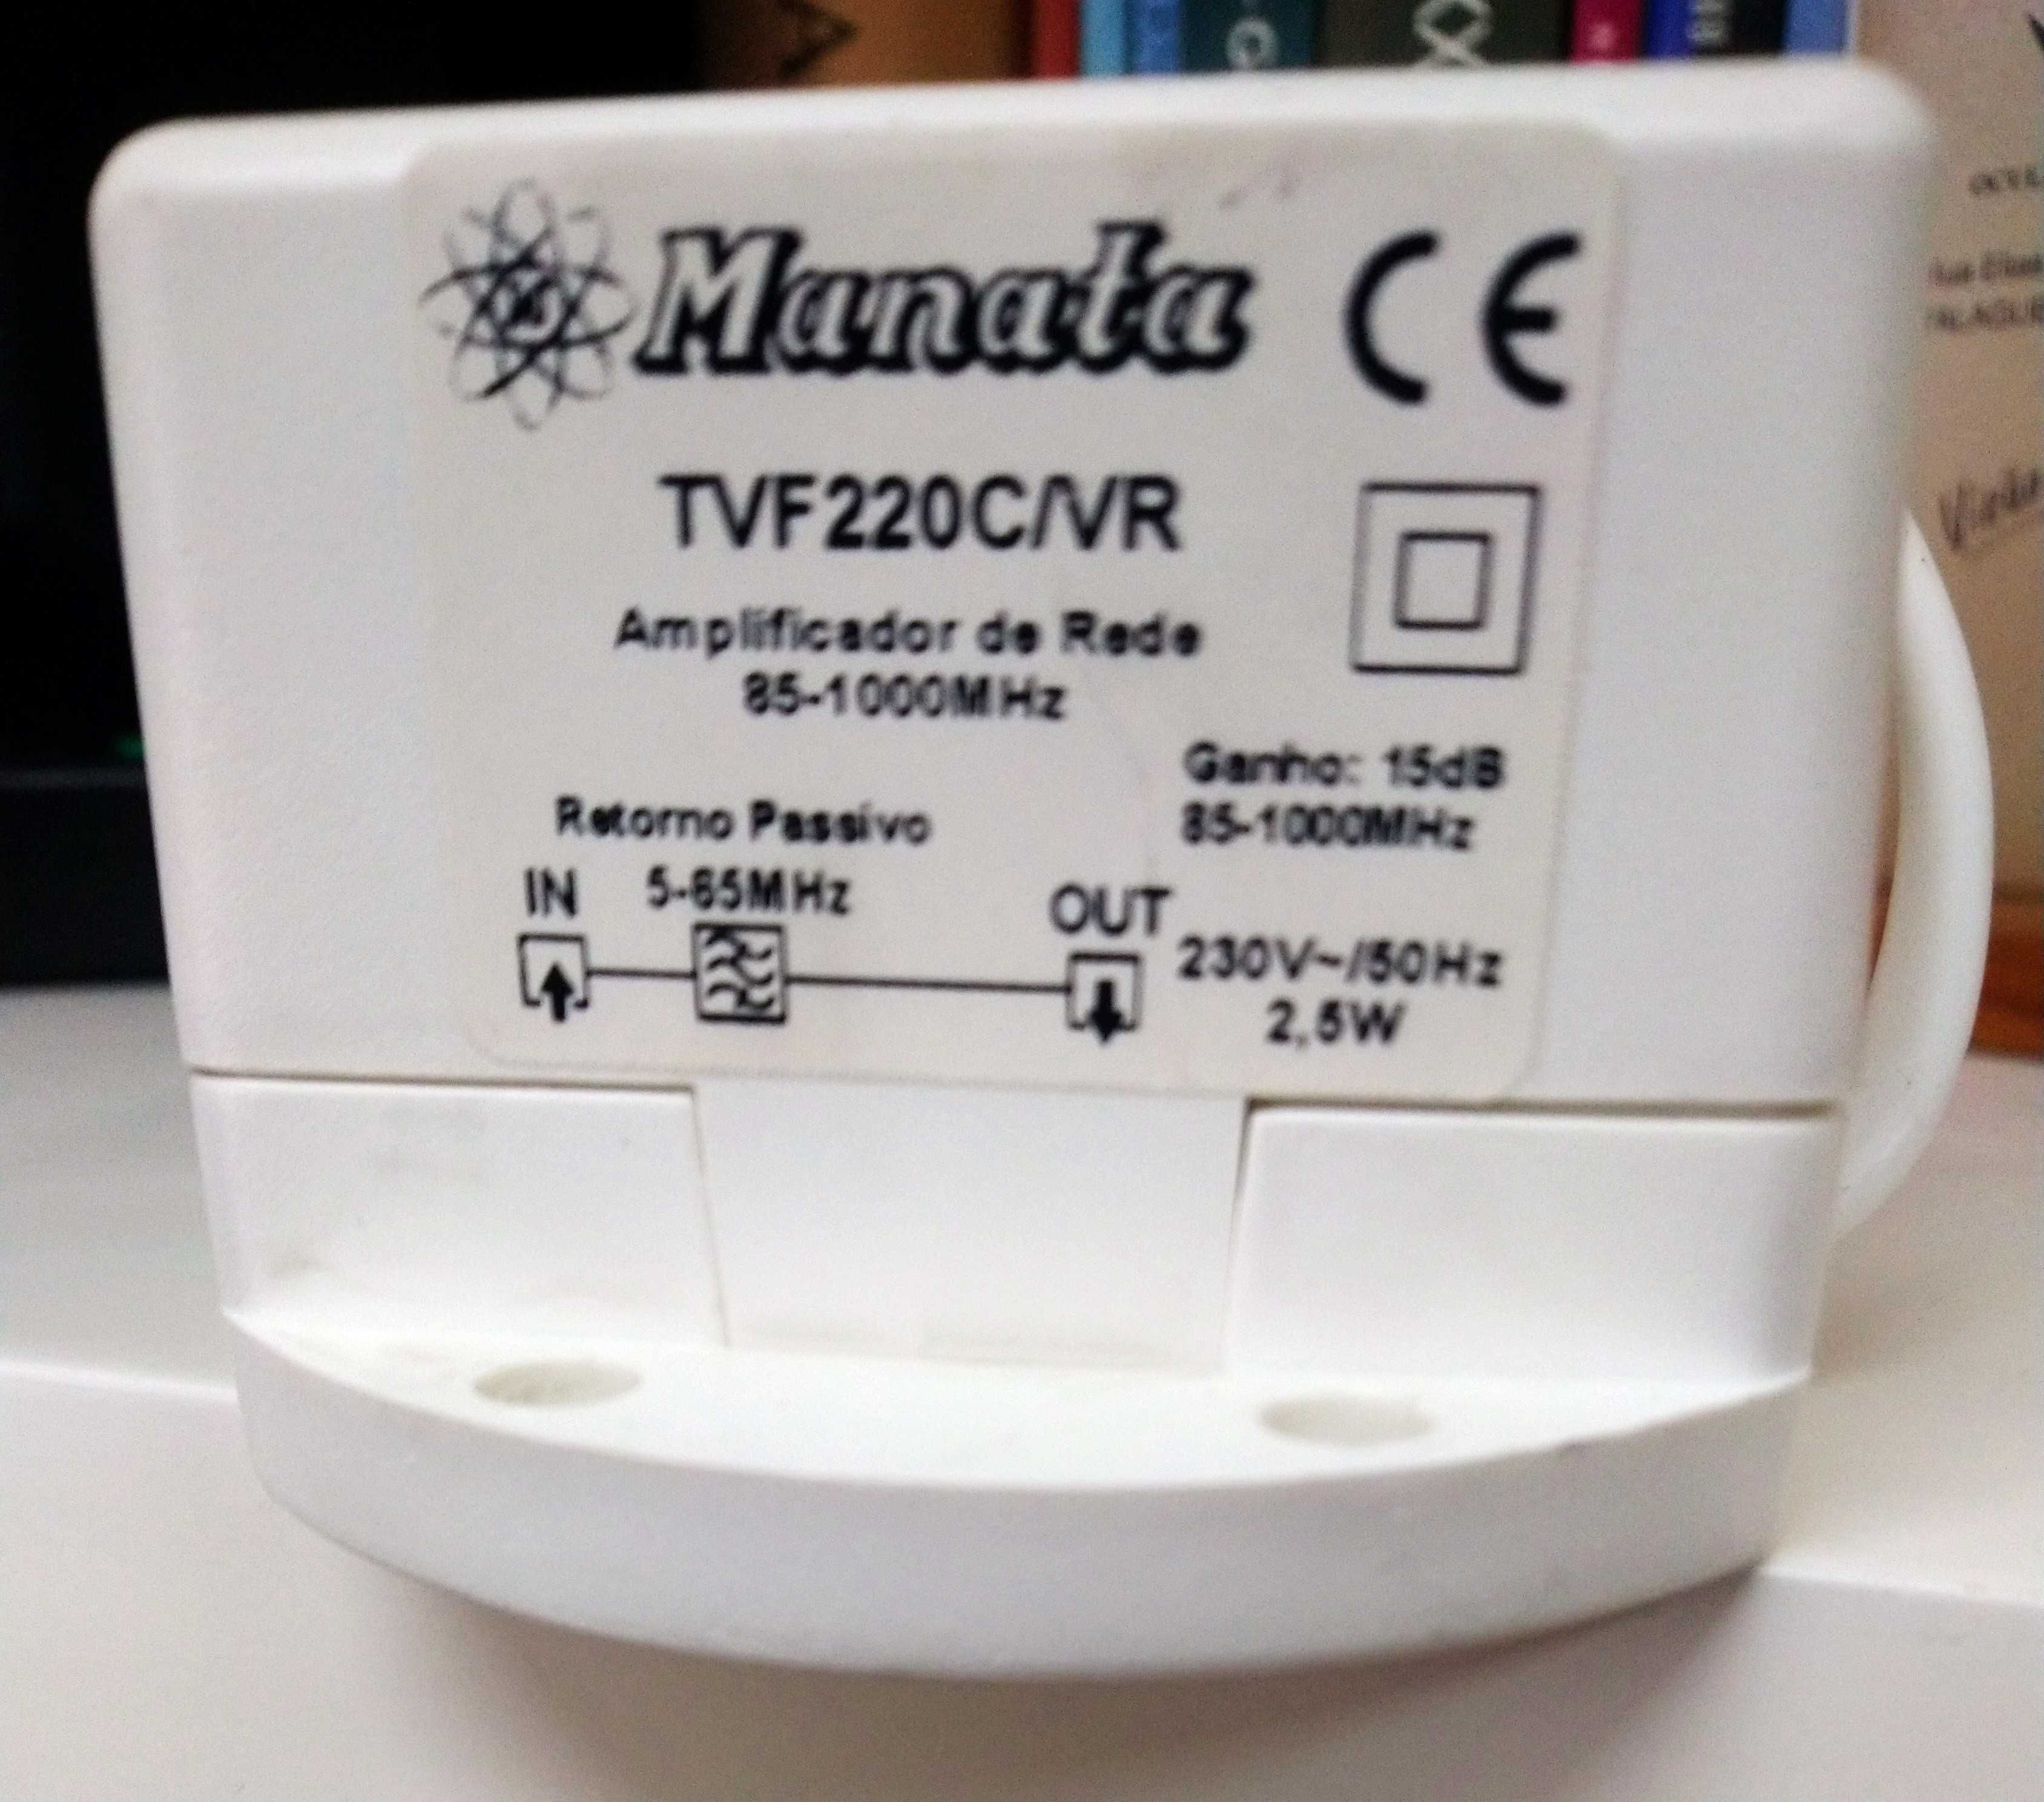 Manata CE
TVF220C/VR
Amplificador de Rede
85-1000MHz
Ganho: 15dB
85-1000MHz
Retorno Passivo
IN 5-65MHz OUT
230V~/50Hz
2,5W